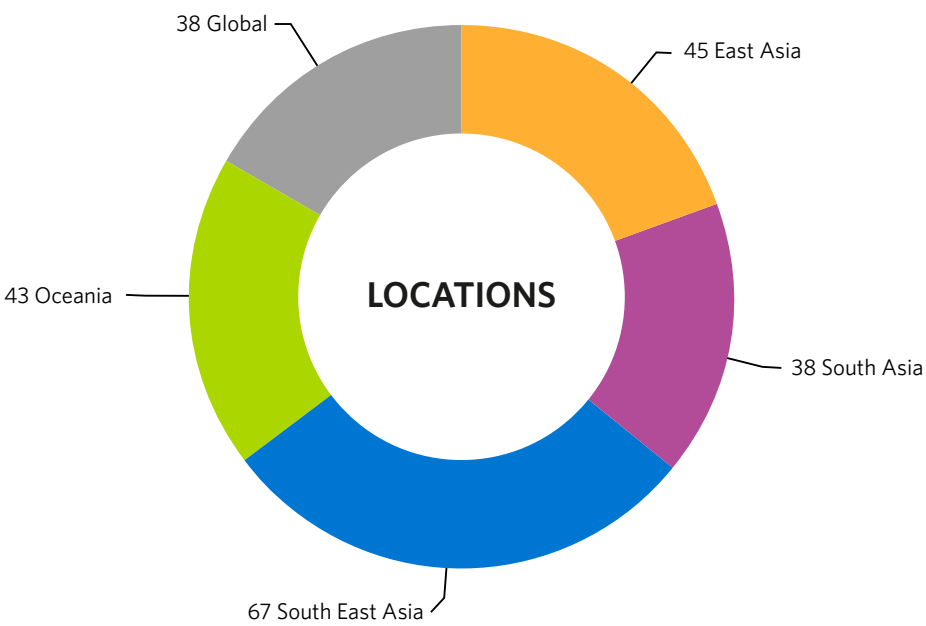 38 Global
45 East Asia
43 Oceania
LOCATIONS
38 South Asia
67 South East Asia